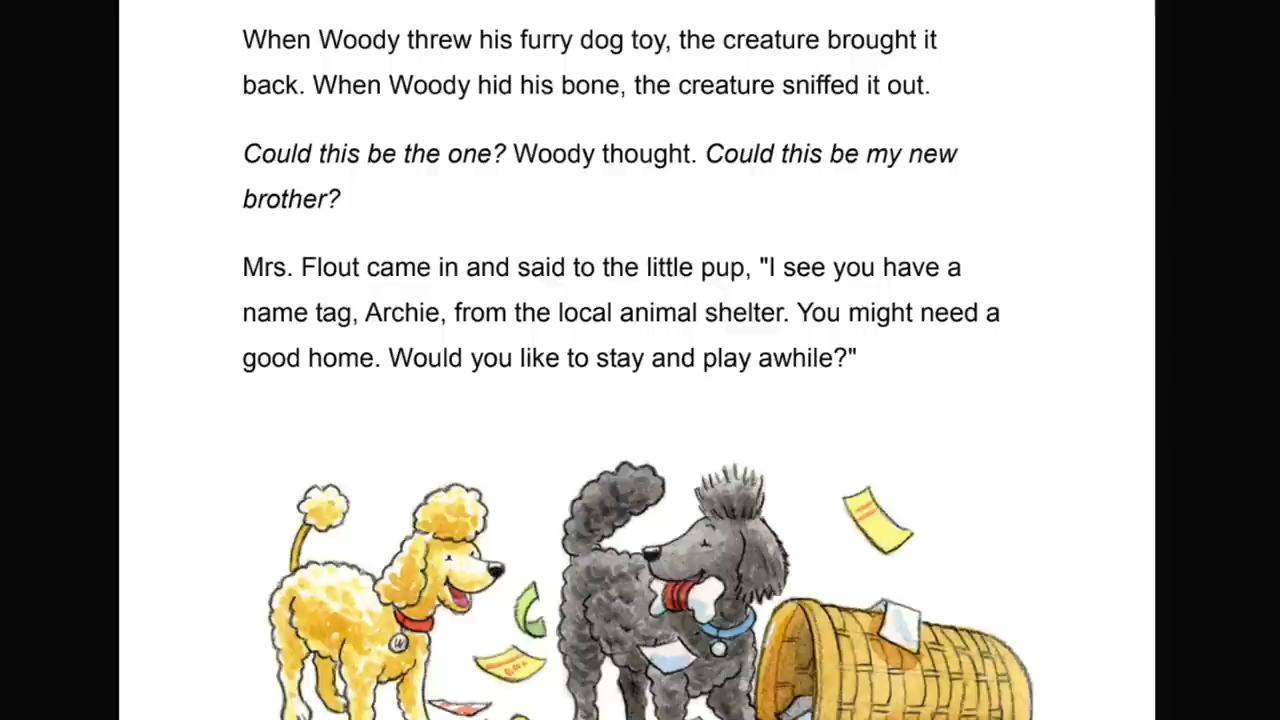 When Woody threw his furry dog toy, the creature brought it
back. When Woody hid his bone, the creature sniffed it out.
Could this be the one? Woody thought. Could this be my new
brother?
Mrs. Flout came in and said to the little pup, "I see you have a
name tag, Archie, from the local animal shelter. You might need a
good home. Would you like to stay and play awhile?"
W